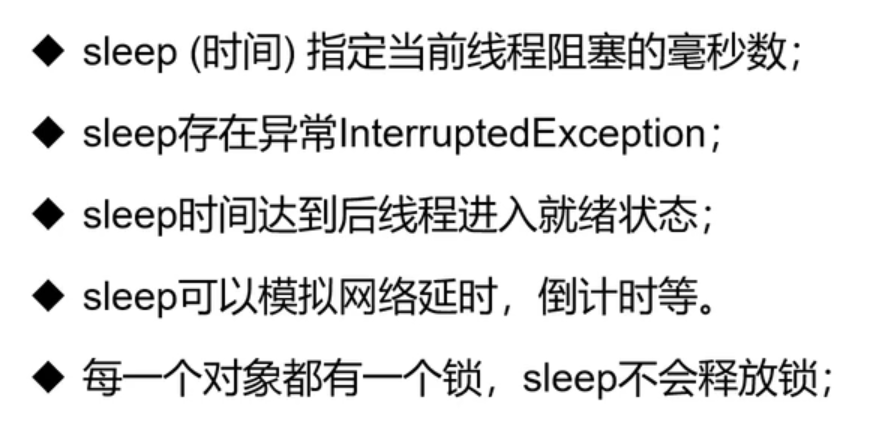 ◆ sleep (时间) 指定当前线程阻塞的毫秒数；
◆ sleep存在异常InterruptedException；
◆ sleep时间达到后线程进入就绪状态；
◆ sleep可以模拟网络延时，倒计时等。
◆ 每一个对象都有一个锁，sleep不会释放锁；